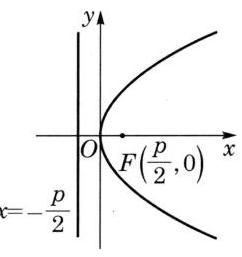 y
O
F(p/2, 0)
x
x=-p/2